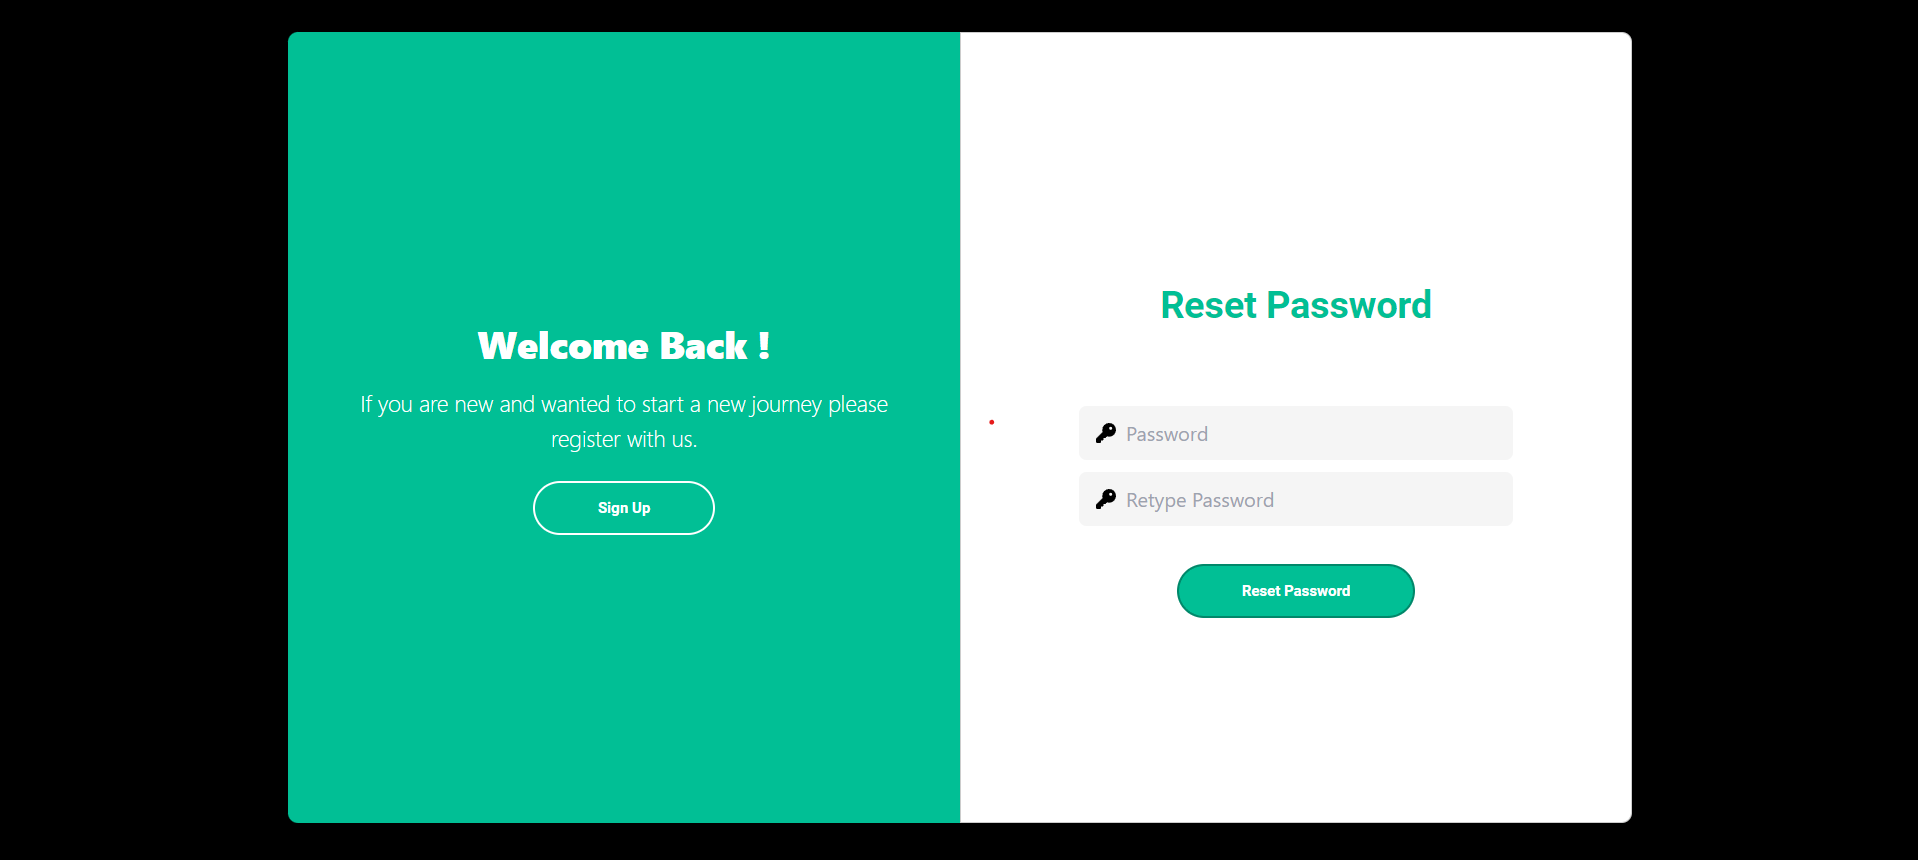 Welcome Back !
If you are new and wanted to start a new journey please
register with us.
Sign Up
Reset Password
Password
Retype Password
Reset Password